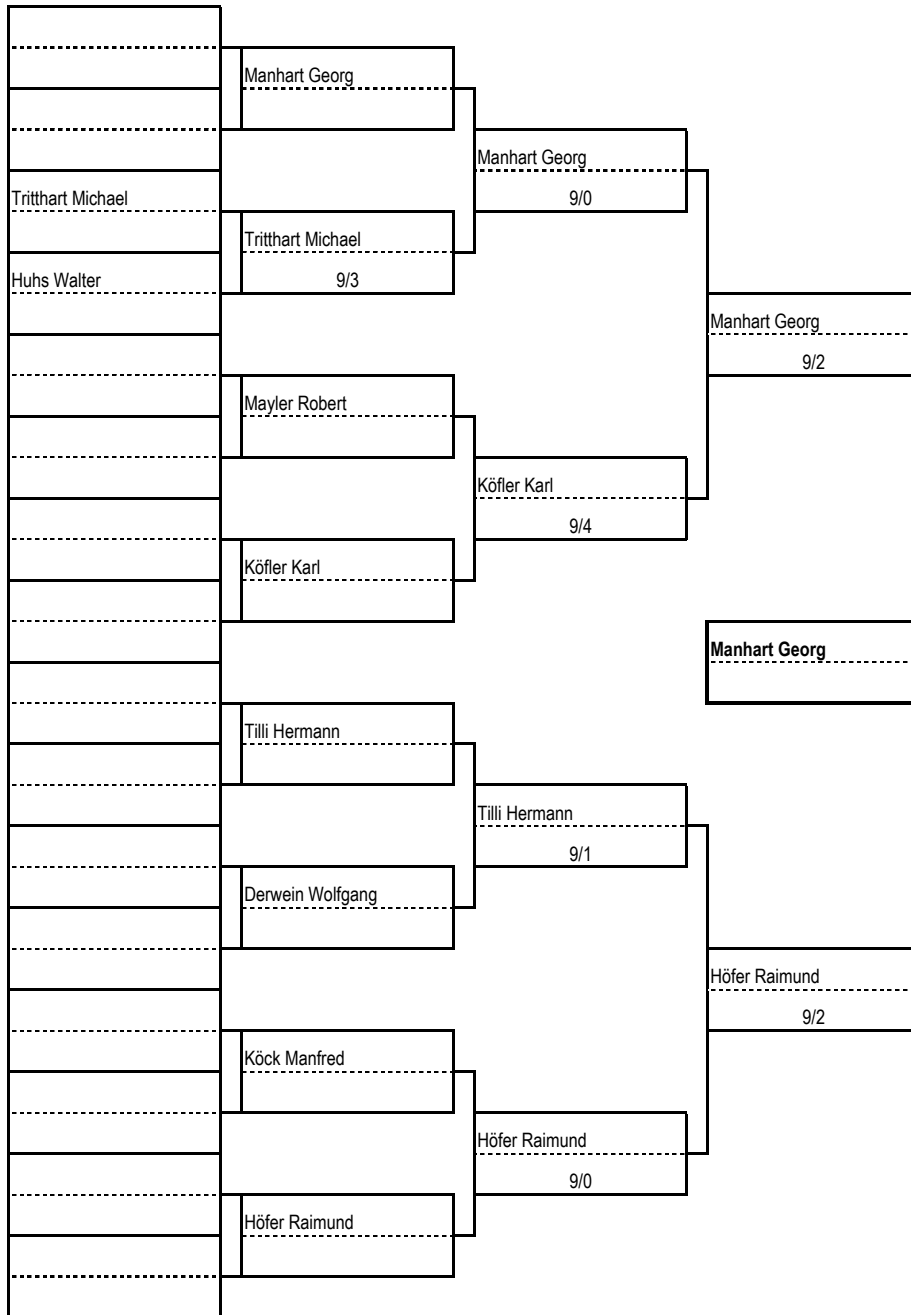 Manhart Georg
Manhart Georg
Tritthart Michael
9/0
Tritthart Michael
Huhs Walter
9/3
Manhart Georg
9/2
Mayler Robert
Köfler Karl
9/4
Köfler Karl
Manhart Georg
Tilli Hermann
Tilli Hermann
9/1
Derwein Wolfgang
Höfer Raimund
9/2
Köck Manfred
Höfer Raimund
9/0
Höfer Raimund